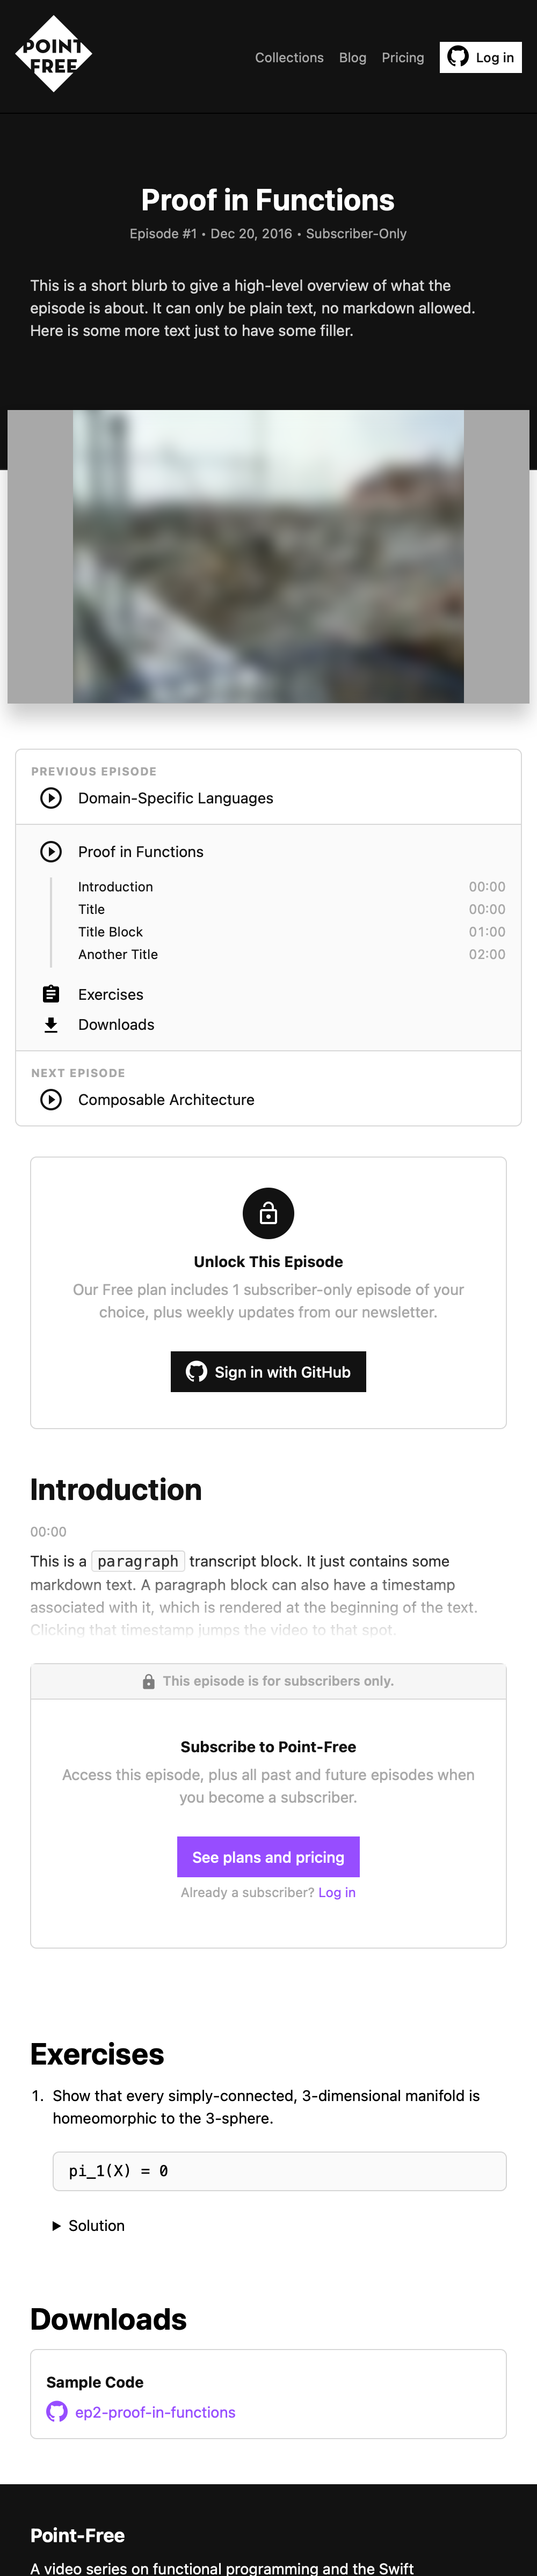 POINT
FREE
Collections
Blog
Pricing
Log in
Proof in Functions
Episode #1 • Dec 20, 2016 • Subscriber-Only
This is a short blurb to give a high-level overview of what the
episode is about. It can only be plain text, no markdown allowed.
Here is some more text just to have some filler.
PREVIOUS EPISODE
Domain-Specific Languages
Proof in Functions
Introduction 00:00
Title 00:00
Title Block 01:00
Another Title 02:00
Exercises
Downloads
NEXT EPISODE
Composable Architecture
Unlock This Episode
Our Free plan includes 1 subscriber-only episode of your
choice, plus weekly updates from our newsletter.
Sign in with GitHub
Introduction
00:00
This is a paragraph transcript block. It just contains some
markdown text. A paragraph block can also have a timestamp
associated with it, which is rendered at the beginning of the text.
Clicking that timestamp jumps the video to that spot.
This episode is for subscribers only.
Subscribe to Point-Free
Access this episode, plus all past and future episodes when
you become a subscriber.
See plans and pricing
Already a subscriber? Log in
Exercises
1. Show that every simply-connected, 3-dimensional manifold is
homeomorphic to the 3-sphere.
pi_1(X) = 0
Solution
Downloads
Sample Code
ep2-proof-in-functions
Point-Free
A video series on functional programming and the Swift